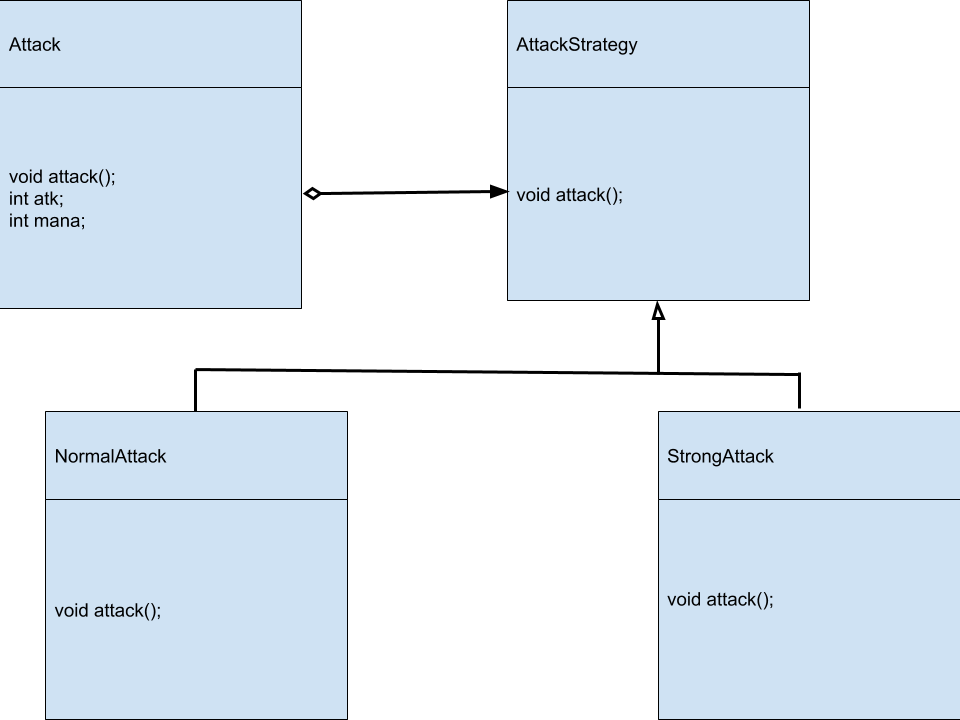 Attack
void attack();
int atk;
int mana;
AttackStrategy
void attack();
NormalAttack
void attack();
StrongAttack
void attack();